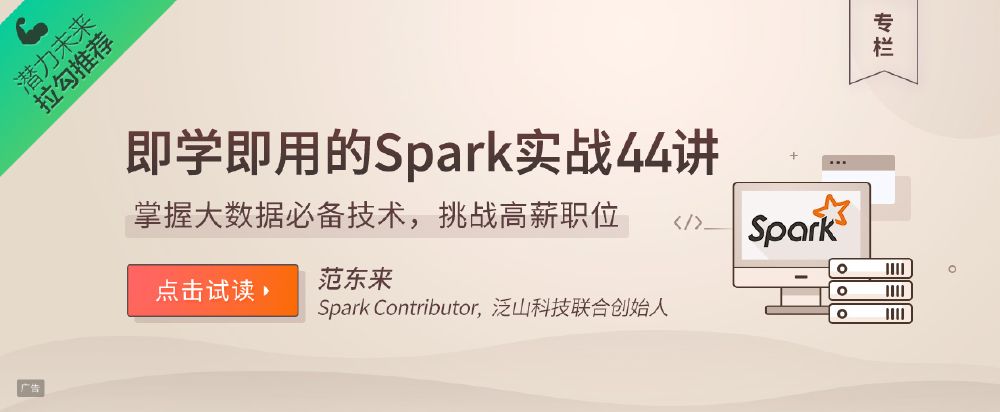 潜力未来
拉勾推荐
专栏
即学即用的Spark实战44讲
掌握大数据必备技术，挑战高薪职位
点击试读
范东来
Spark Contributor, 泛山科技联合创始人
</>
Spark
广告